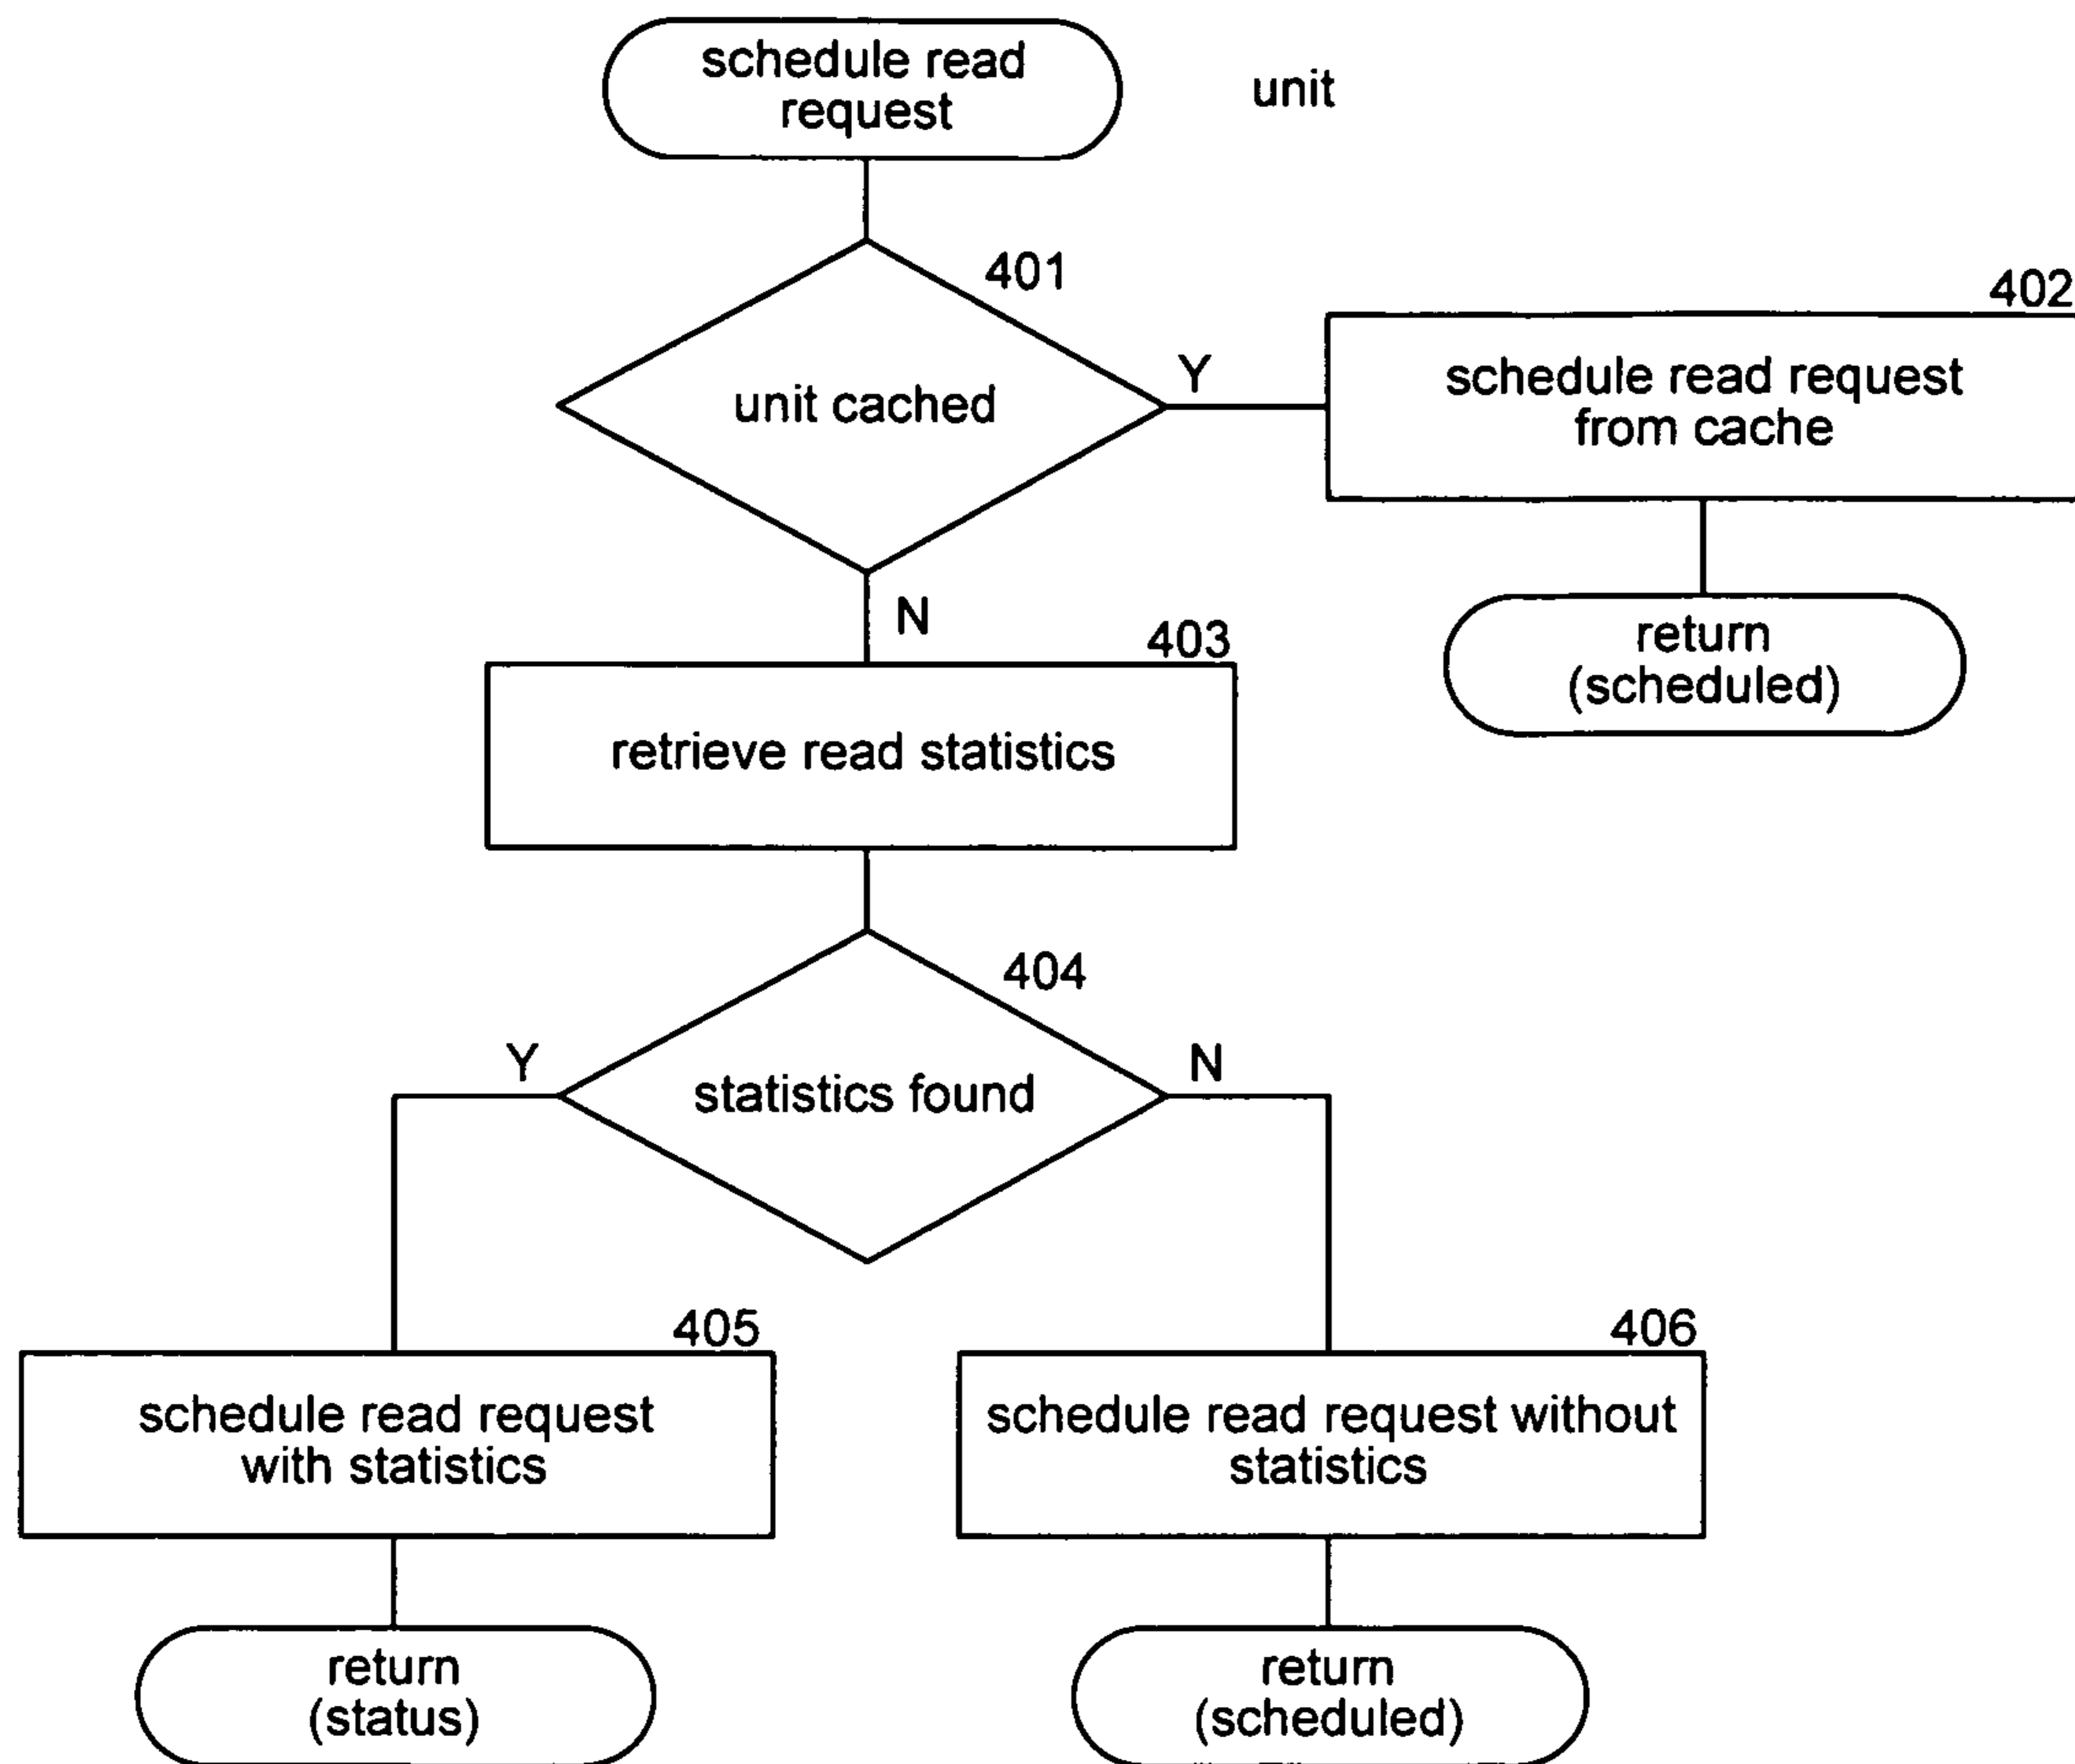 schedule read
request
unit
401
402
unit cached
Y
schedule read request
from cache
N
403
return
(scheduled)
retrieve read statistics
404
Y
N
statistics found
405
406
schedule read request
with statistics
schedule read request without
statistics
return
(status)
return
(scheduled)